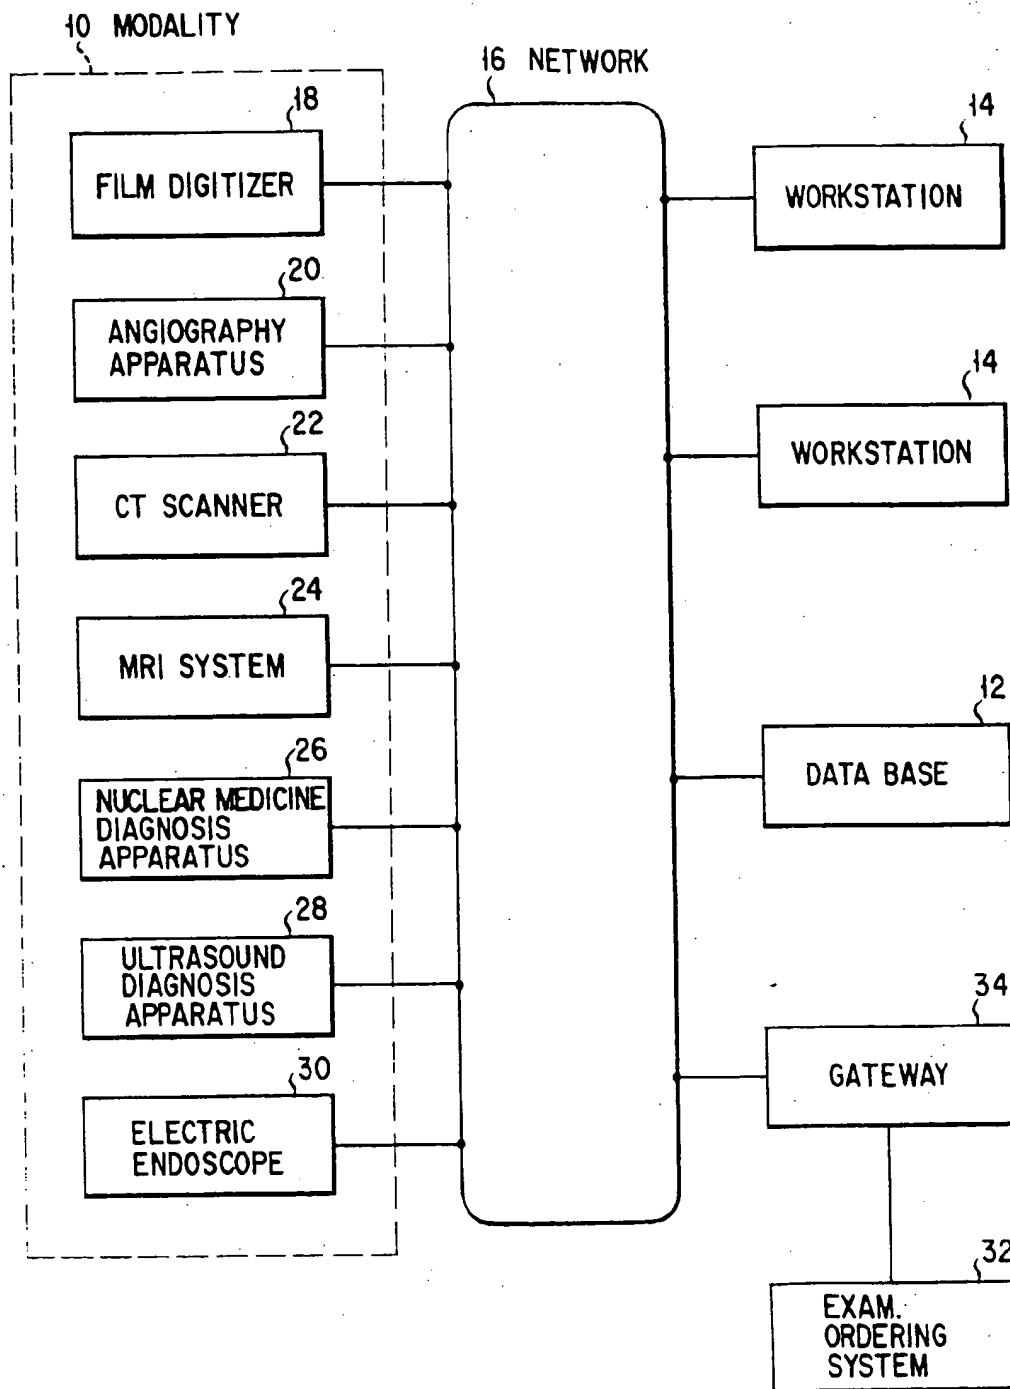 10 MODALITY
16 NETWORK
18
FILM DIGITIZER
20
ANGIOGRAPHY
APPARATUS
22
CT SCANNER
24
MRI SYSTEM
26
NUCLEAR MEDICINE
DIAGNOSIS
APPARATUS
28
ULTRASOUND
DIAGNOSIS
APPARATUS
30
ELECTRIC
ENDOSCOPE
14
WORKSTATION
14
WORKSTATION
12
DATA BASE
34
GATEWAY
32
EXAM.
ORDERING
SYSTEM